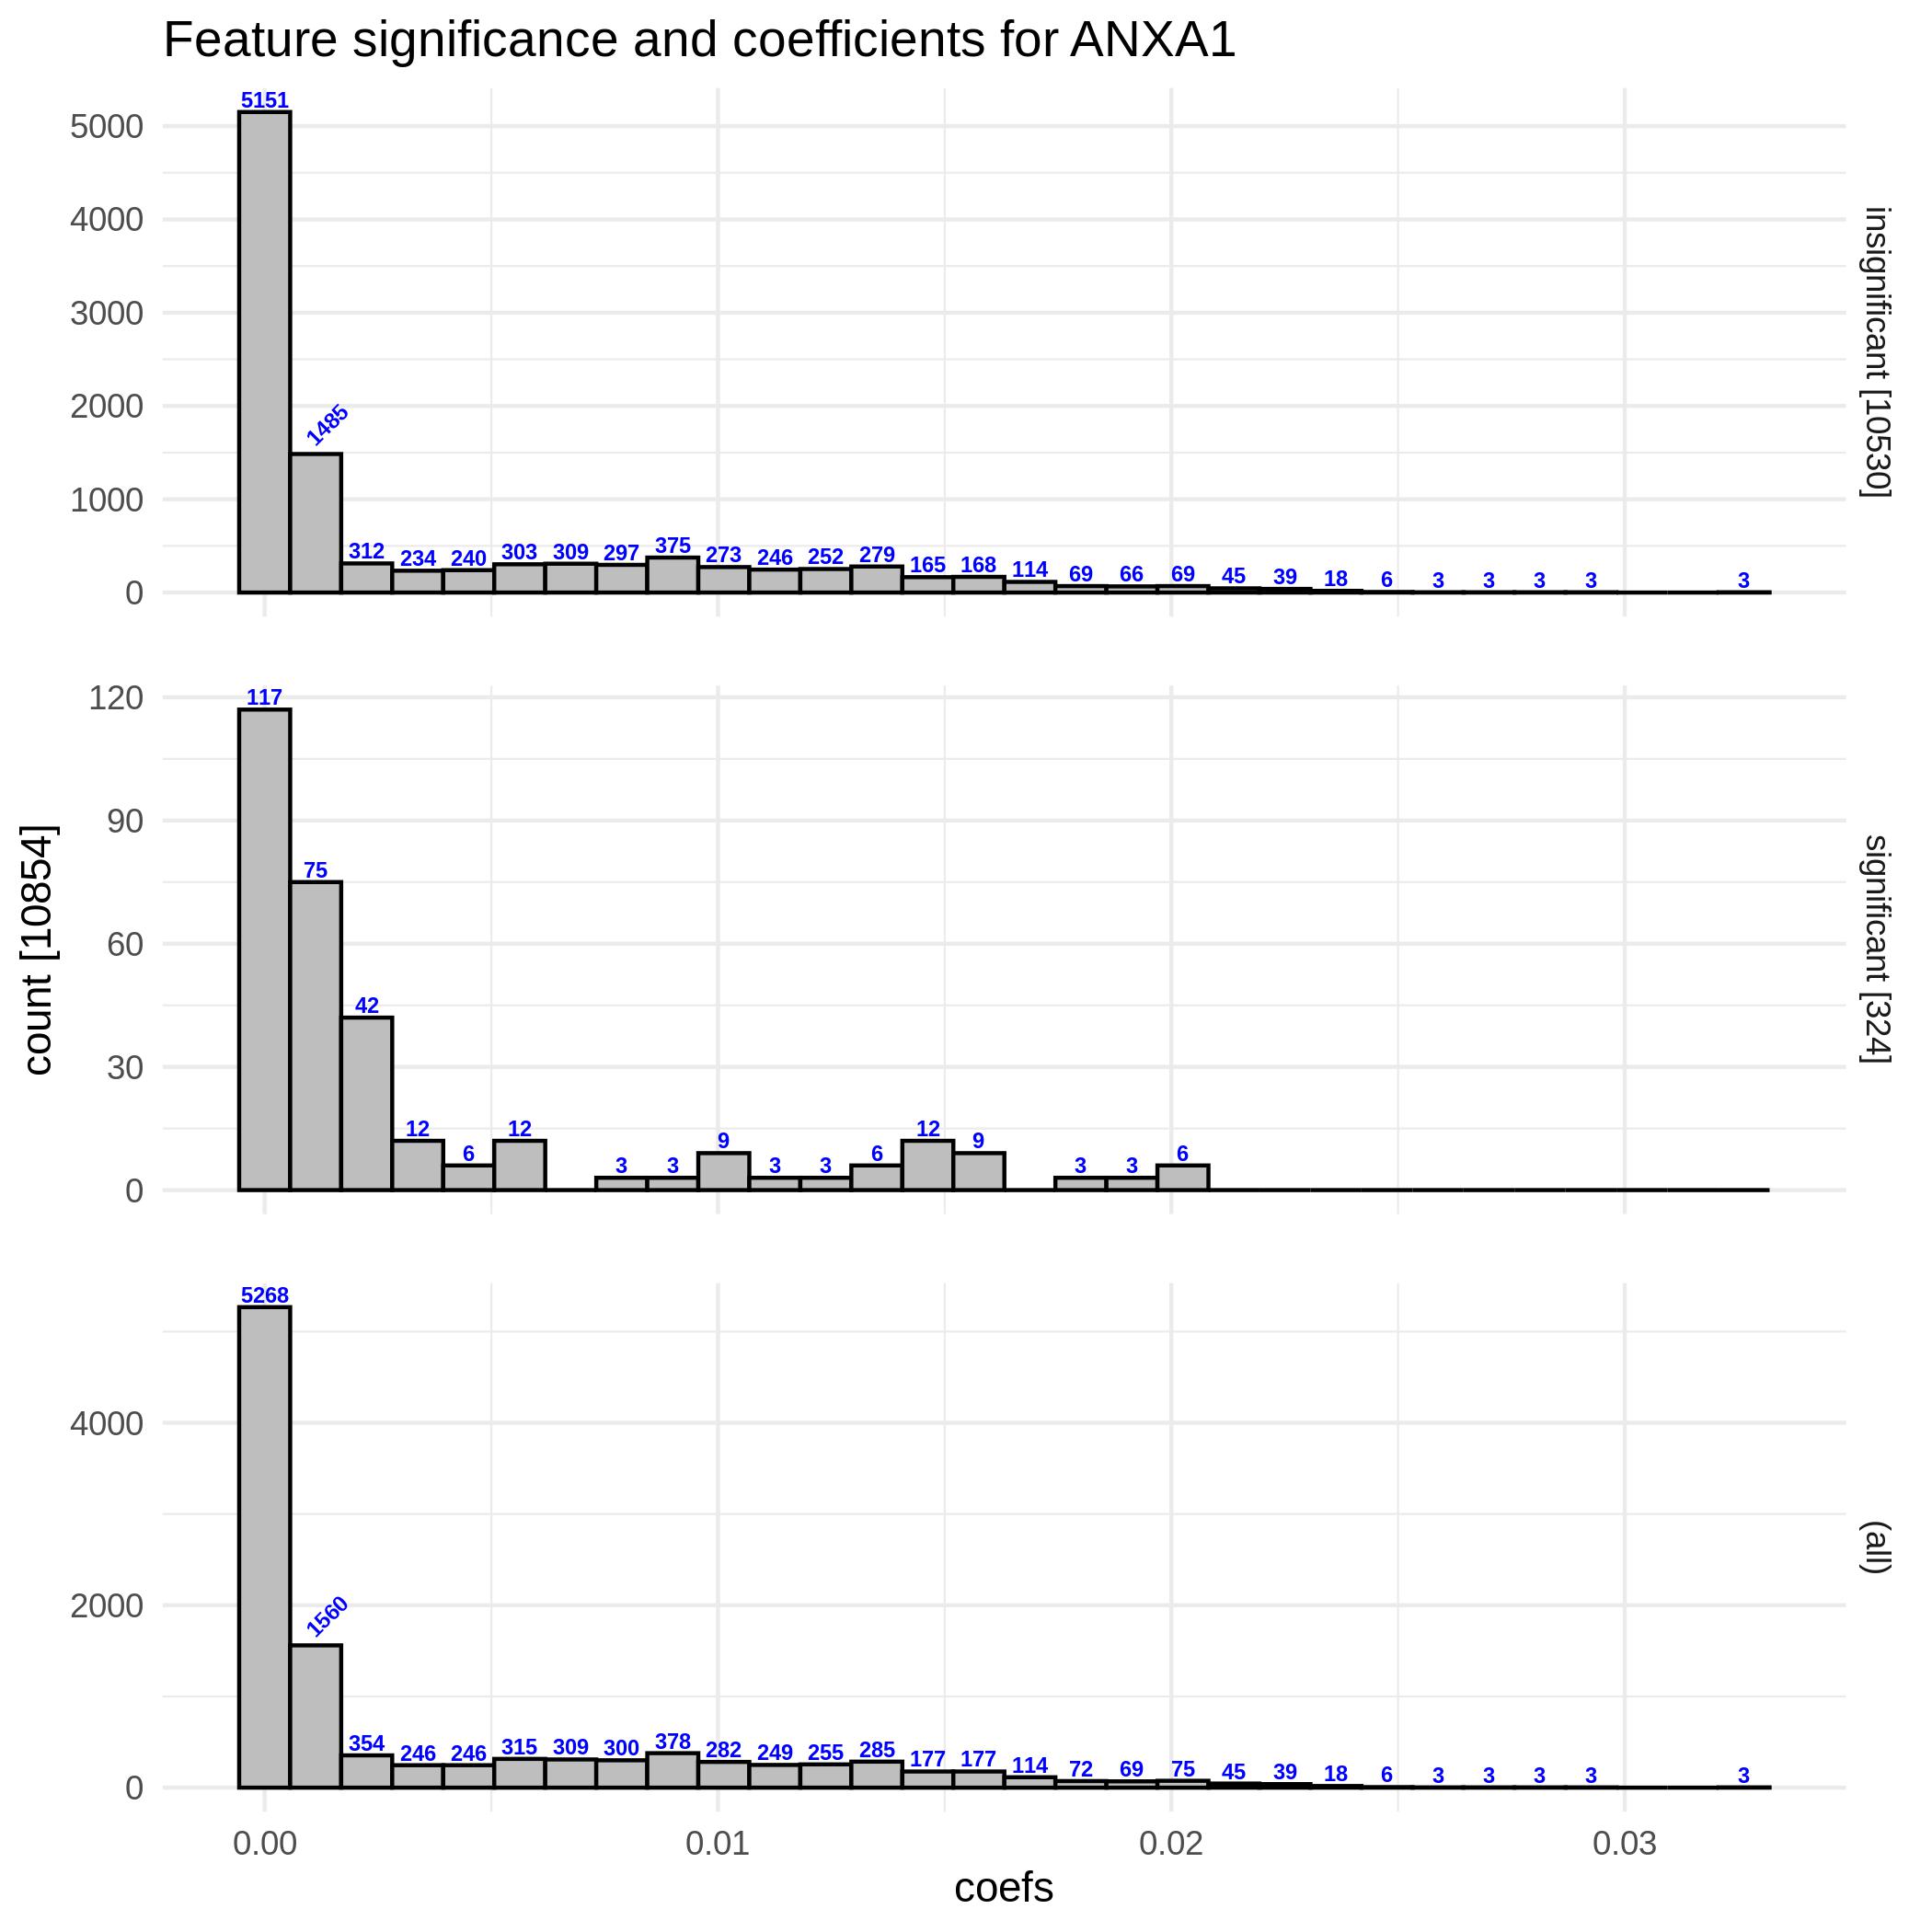 Feature significance and coefficients for ANXA1
5151
5000
4000
3000
2000
1000
0
1485
312 234 240 303 309 297 375 273 246 252 279 165 168 114 69 66 69 45 39 18 6 3 3 3 3 3
insignificant [10530]
120
90
60
30
0
117
75
42
12 6 12 3 3 9 3 3 6 12 9 3 3 6
significant [324]
count [10854]
5268
4000
2000
0
1560
354 246 246 315 309 300 378 282 249 255 285 177 177 114 72 69 75 45 39 18 6 3 3 3 3 3
(all)
0.00 0.01 0.02 0.03
coefs